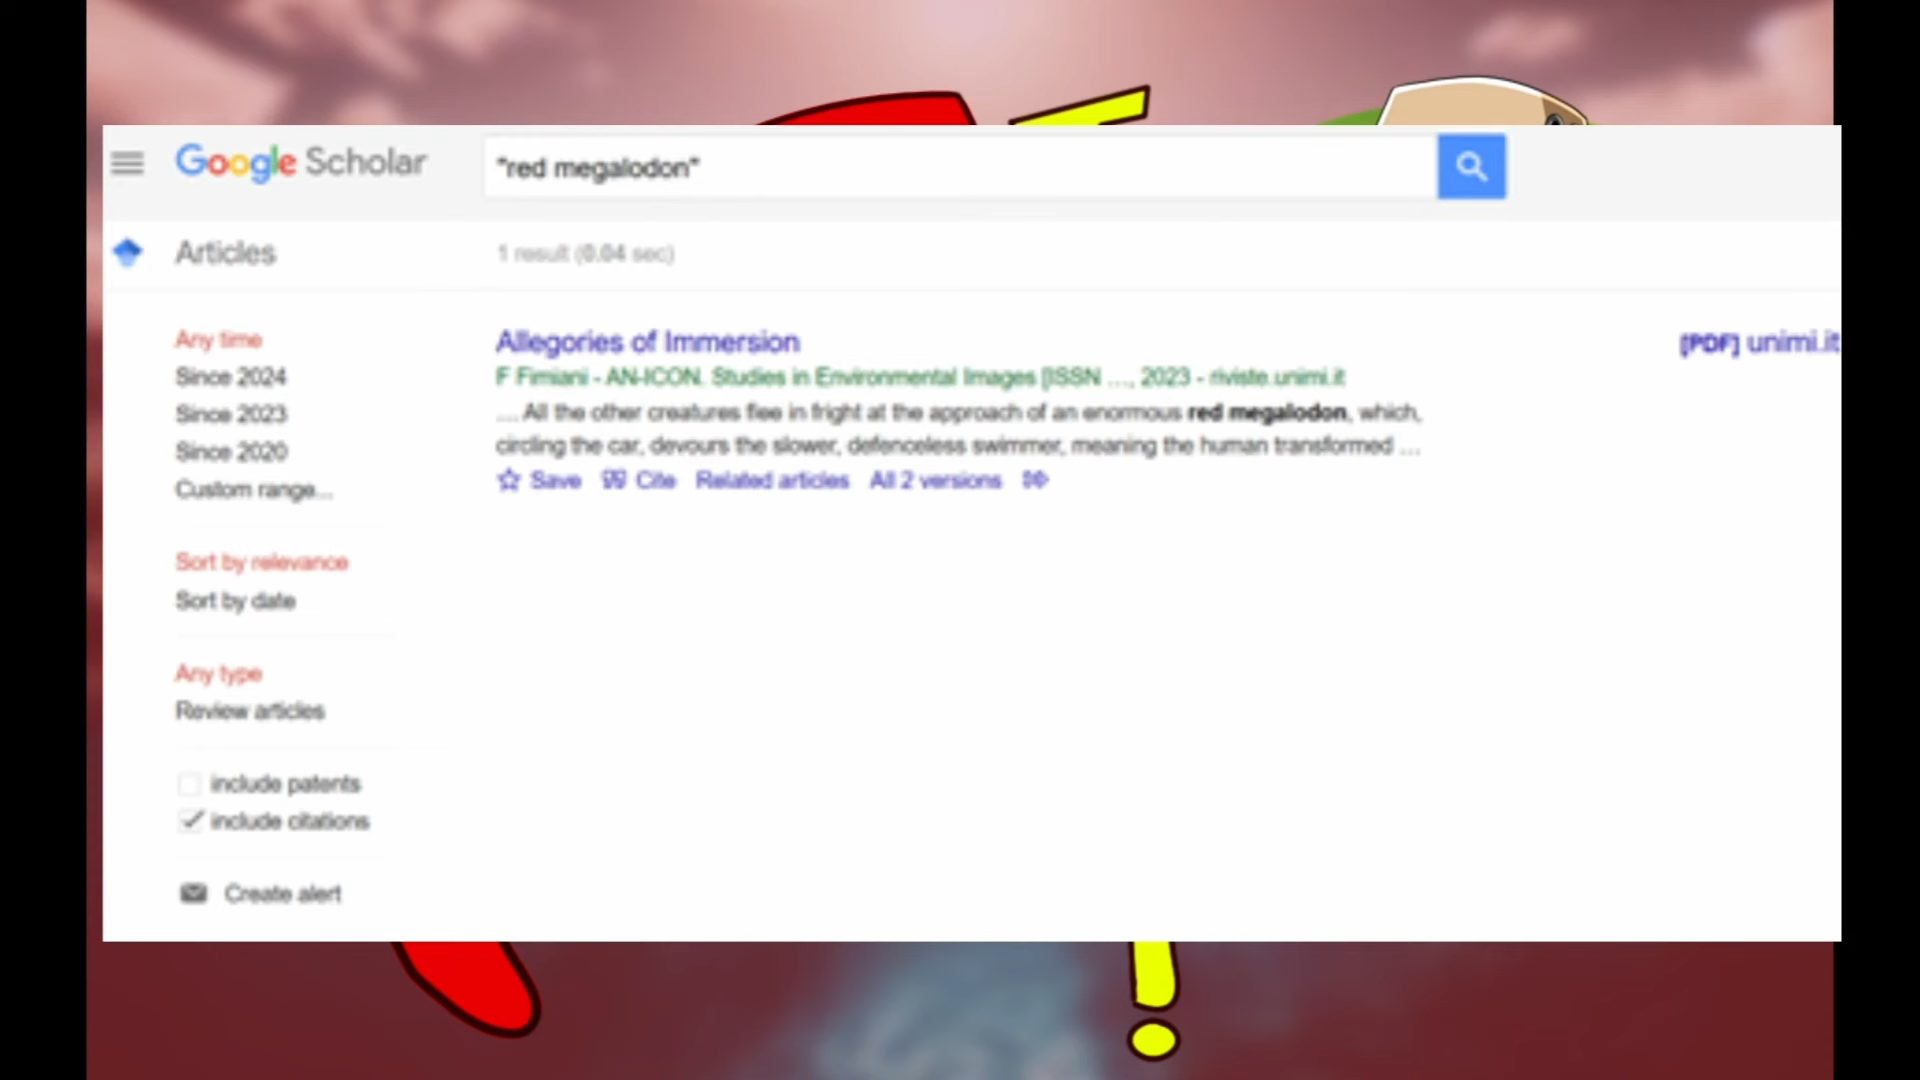 Google Scholar
"red megalodon"
Articles
1 result (0.04 sec)
Any time
Since 2024
Since 2023
Since 2020
Custom range...
Sort by relevance
Sort by date
Any type
Review articles
include patents
include citations
Create alert
Allegories of Immersion
F Fimiani - AN-ICON. Studies in Environmental Images [ISSN ..., 2023 - riviste.unimi.it
... All the other creatures flee in fright at the approach of an enormous red megalodon, which,
circling the car, devours the slower, defenceless swimmer, meaning the human transformed ...
Save Cite Related articles All 2 versions
[PDF] unimi.it